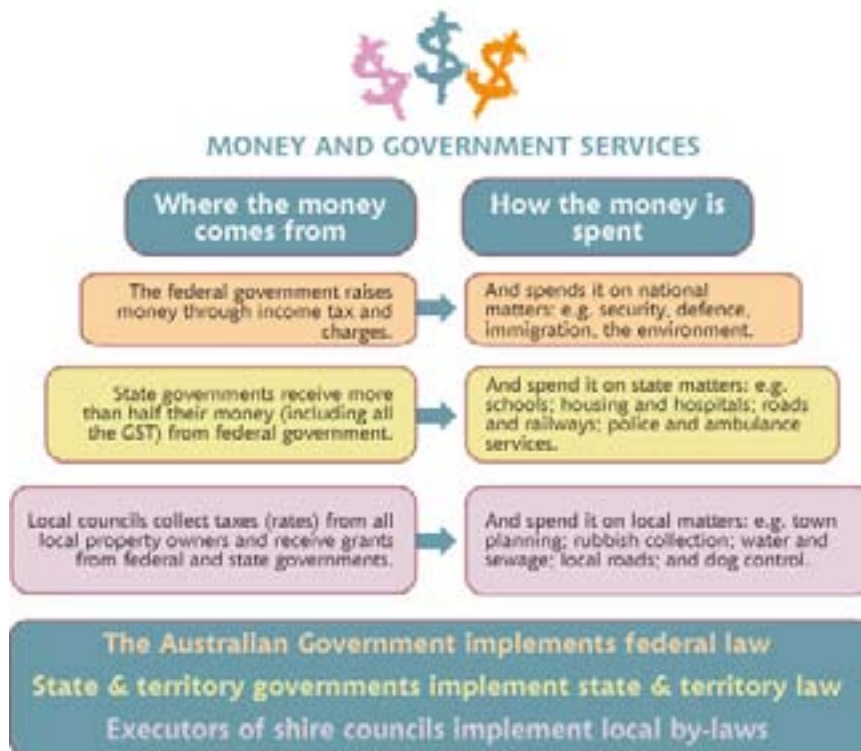 MONEY AND GOVERNMENT SERVICES
Where the money
comes from
How the money is
spent
The federal government raises
money through income tax and
charges.
And spends it on national
matters: e.g. security, defence,
immigration, the environment.
State governments receive more
than half their money (including all
the GST) from federal government.
And spend it on state matters: e.g.
schools; housing and hospitals; roads
and railways; police and ambulance
services.
Local councils collect taxes (rates) from all
local property owners and receive grants
from federal and state governments.
And spend it on local matters: e.g. town
planning; rubbish collection; water and
sewage; local roads; and dog control.
The Australian Government implements federal law
State & territory governments implement state & territory law
Executors of shire councils implement local by-laws